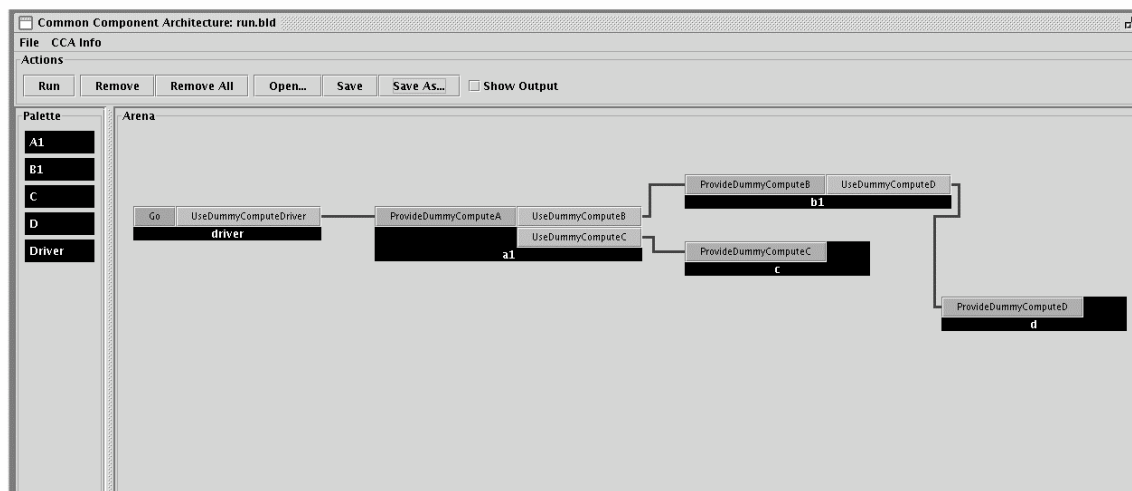 Common Component Architecture: run.bld
File CCA Info
Actions
Run Remove Remove All Open... Save Save As... Show Output
Palette
A1
B1
C
D
Driver
Arena
Go UseDummyComputeDriver
driver
ProvideDummyComputeA UseDummyComputeB
UseDummyComputeC
a1
ProvideDummyComputeB UseDummyComputeD
b1
ProvideDummyComputeC
c
ProvideDummyComputeD
d